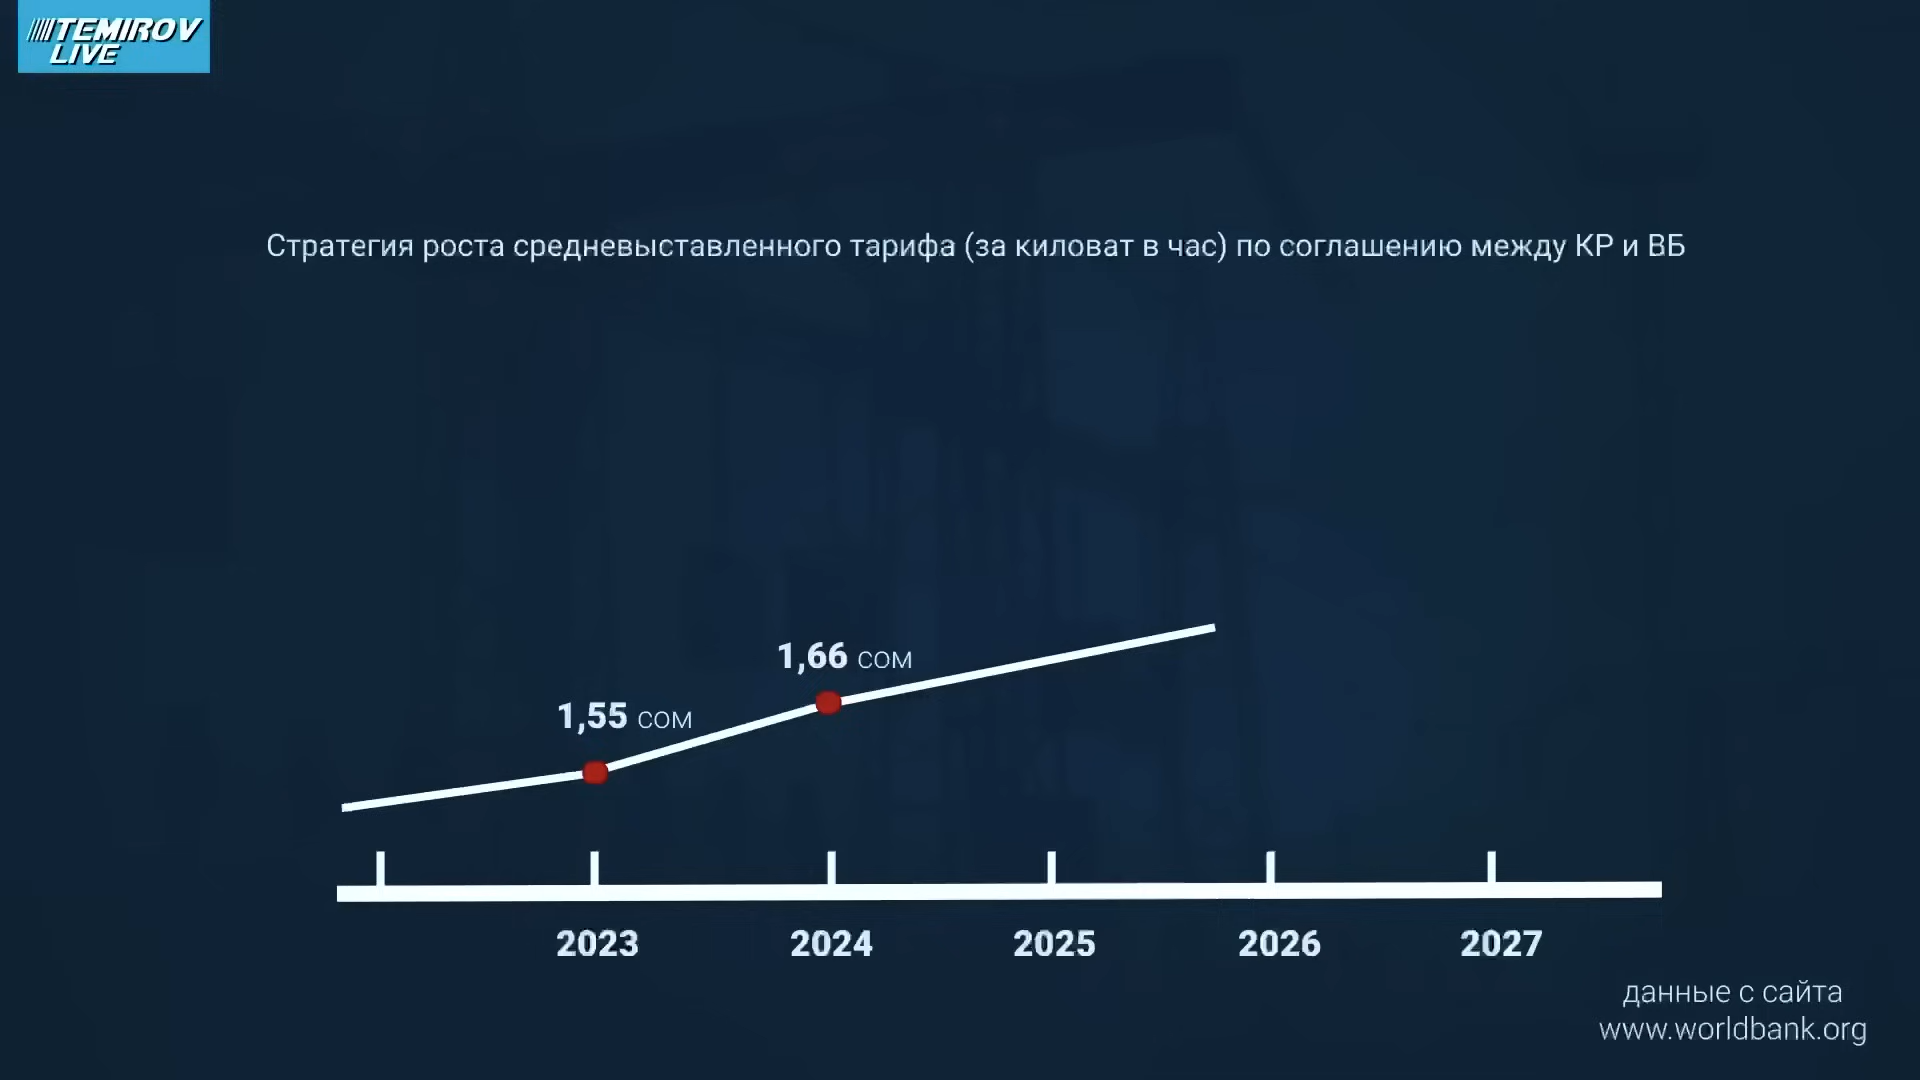 TEMIROV
LIVE
Стратегия роста средневыставленного тарифа (за киловат в час) по соглашению между КР и ВБ
1,66 сом
1,55 сом
2023 2024 2025 2026 2027
данные с сайта
www.worldbank.org